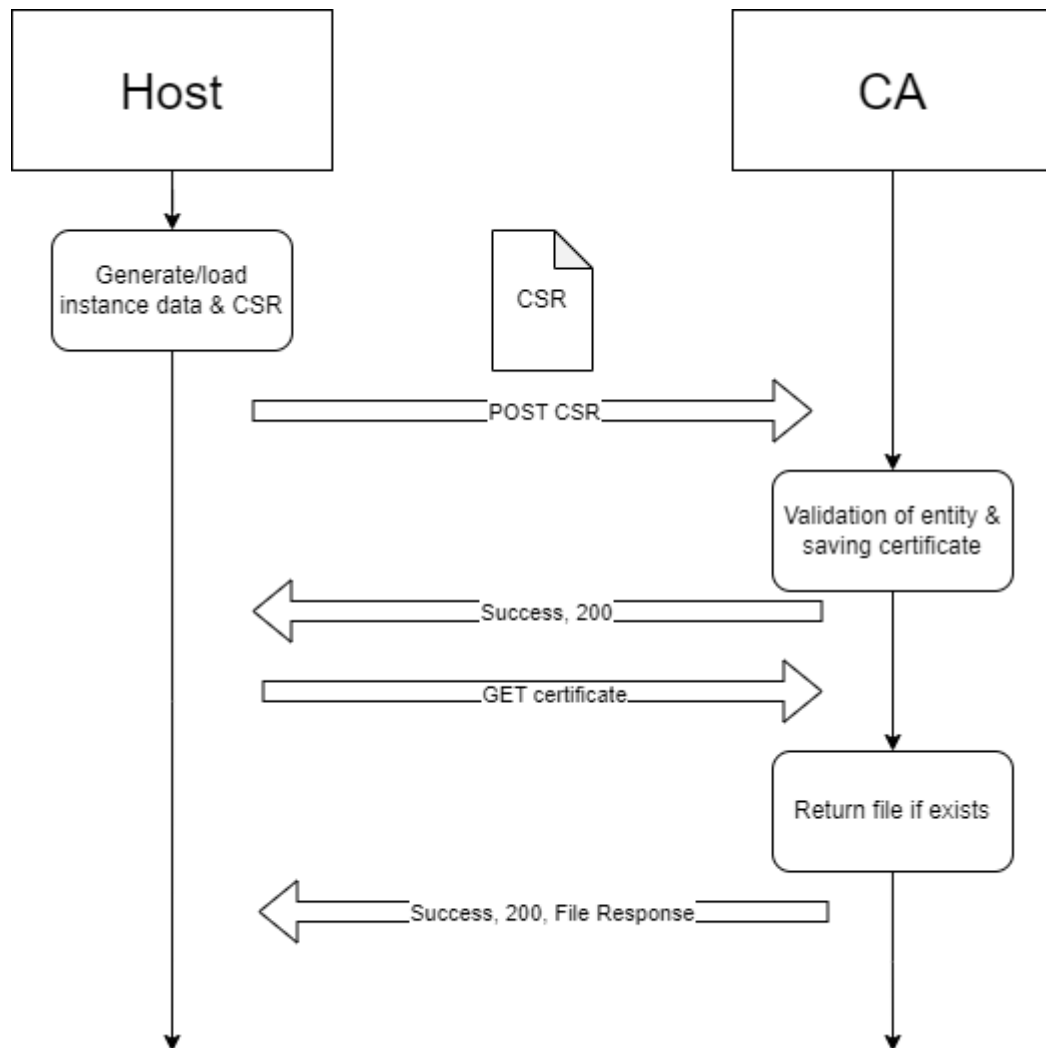 Host
CA
Generate/load
instance data & CSR
CSR
POST CSR
Validation of entity &
saving certificate
Success, 200
GET certificate
Return file if exists
Success, 200, File Response